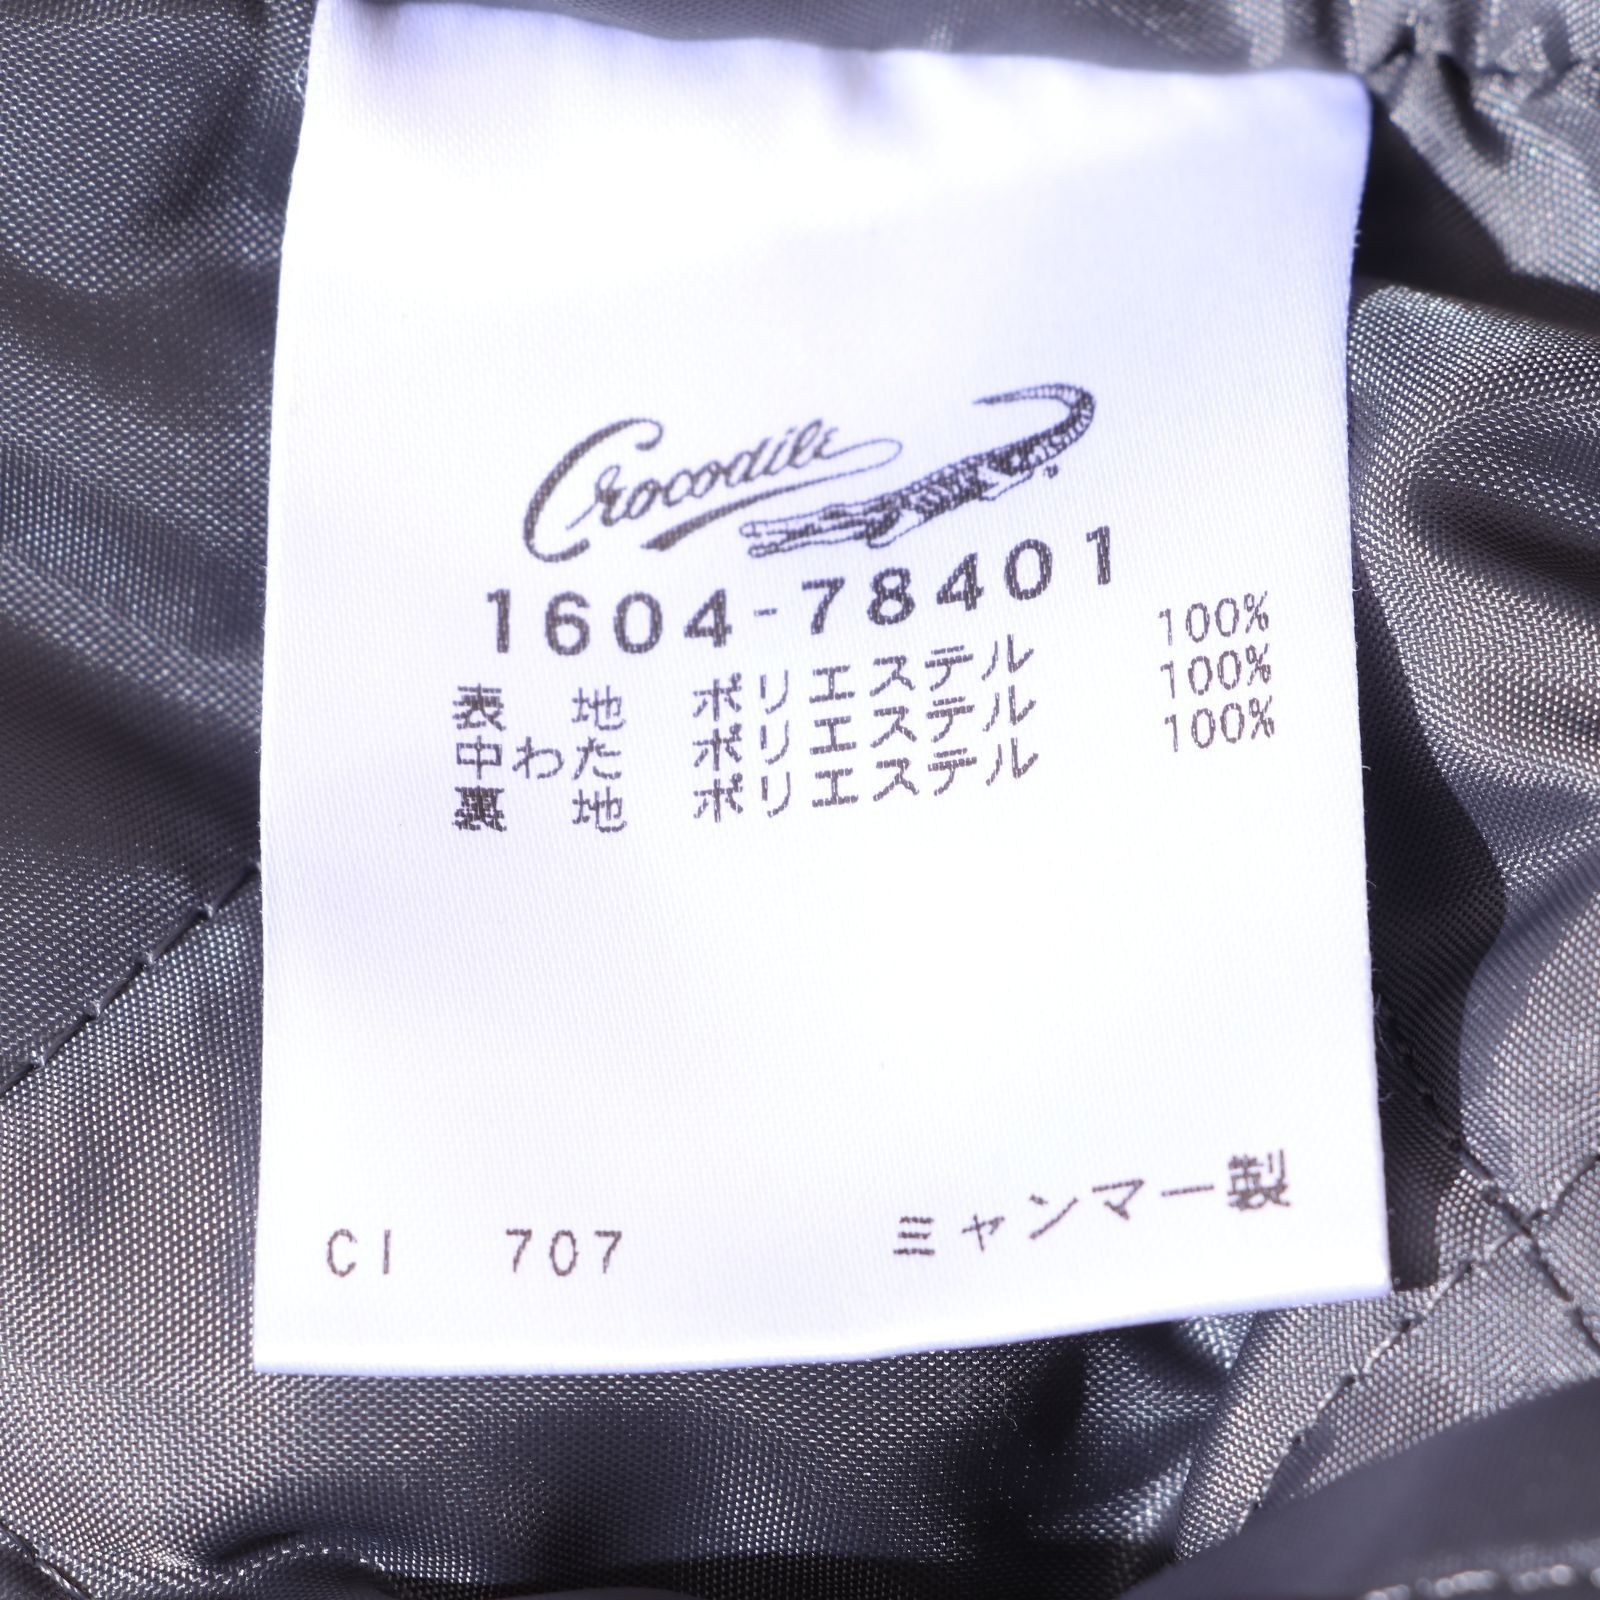 Crocodile
1604-78401
表 地 ポリエステル 100%
中わた ポリエステル 100%
裏 地 ポリエステル 100%
CI 707 ミャンマー製